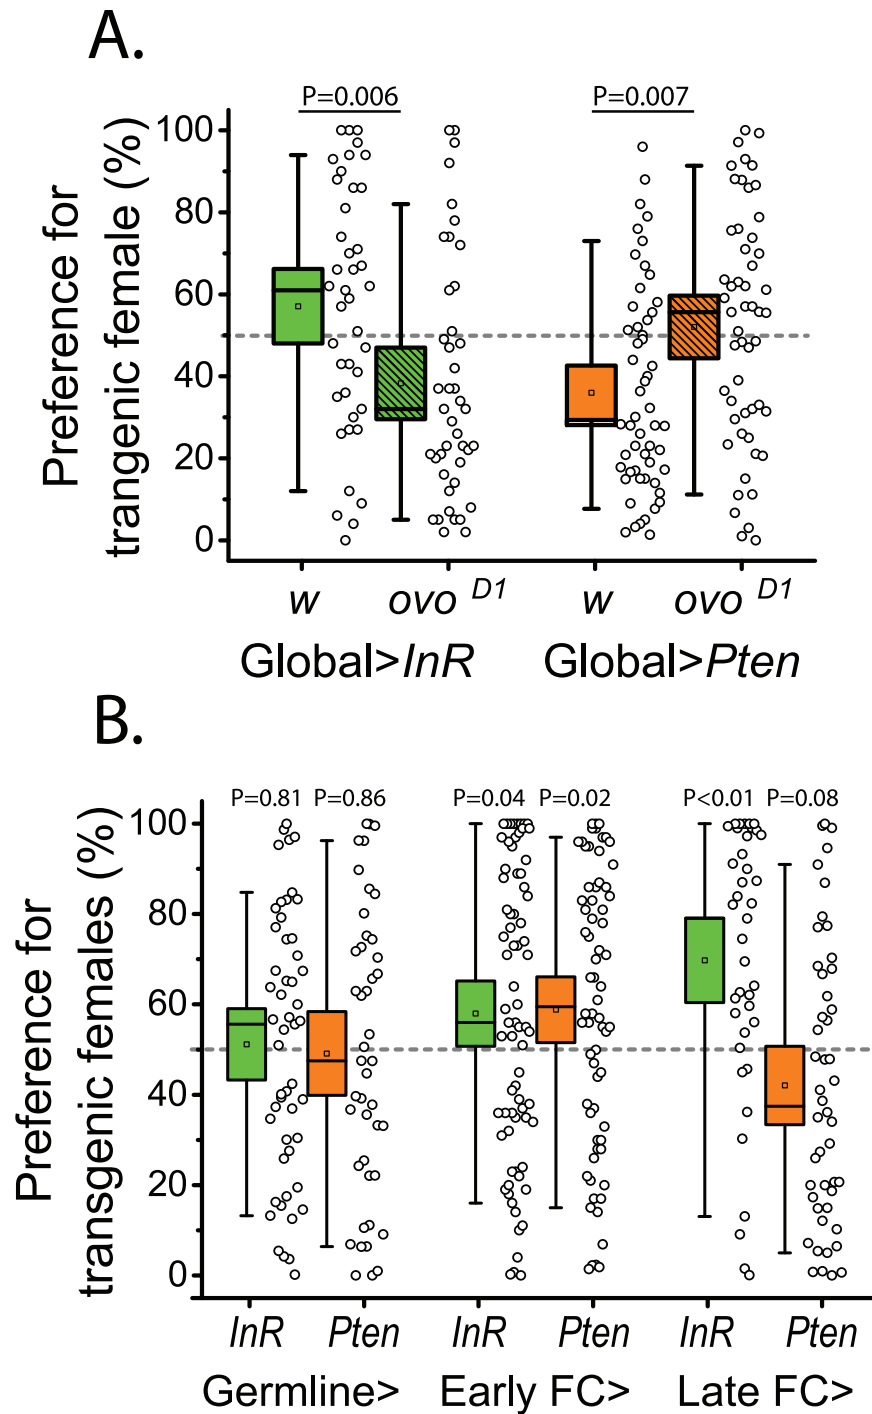 A.
P=0.006
P=0.007
Preference for
trangenic female (%)
100
80
60
40
20
0
w
ovo D1
w
ovo D1
Global>InR
Global>Pten
B.
P=0.81
P=0.86
P=0.04
P=0.02
P<0.01
P=0.08
Preference for
transgenic females (%)
100
80
60
40
20
0
InR
Pten
InR
Pten
InR
Pten
Germline>
Early FC>
Late FC>